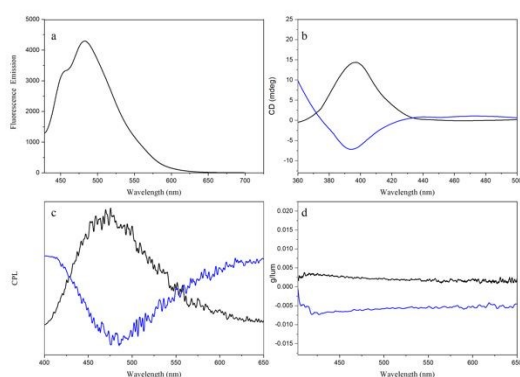 a
Fluorescence Emission
5000
4000
3000
2000
1000
0
450 500 550 600 650 700
Wavelength (nm)
b
CD (mdeg)
25
20
15
10
5
0
-5
-10
360 380 400 420 440 460 480 500
Wavelength (nm)
c
CPL
400 450 500 550 600 650
Wavelength (nm)
d
g/lum
0.020
0.015
0.010
0.005
0.000
-0.005
-0.010
-0.015
450 500 550 600 650
Wavelength (nm)